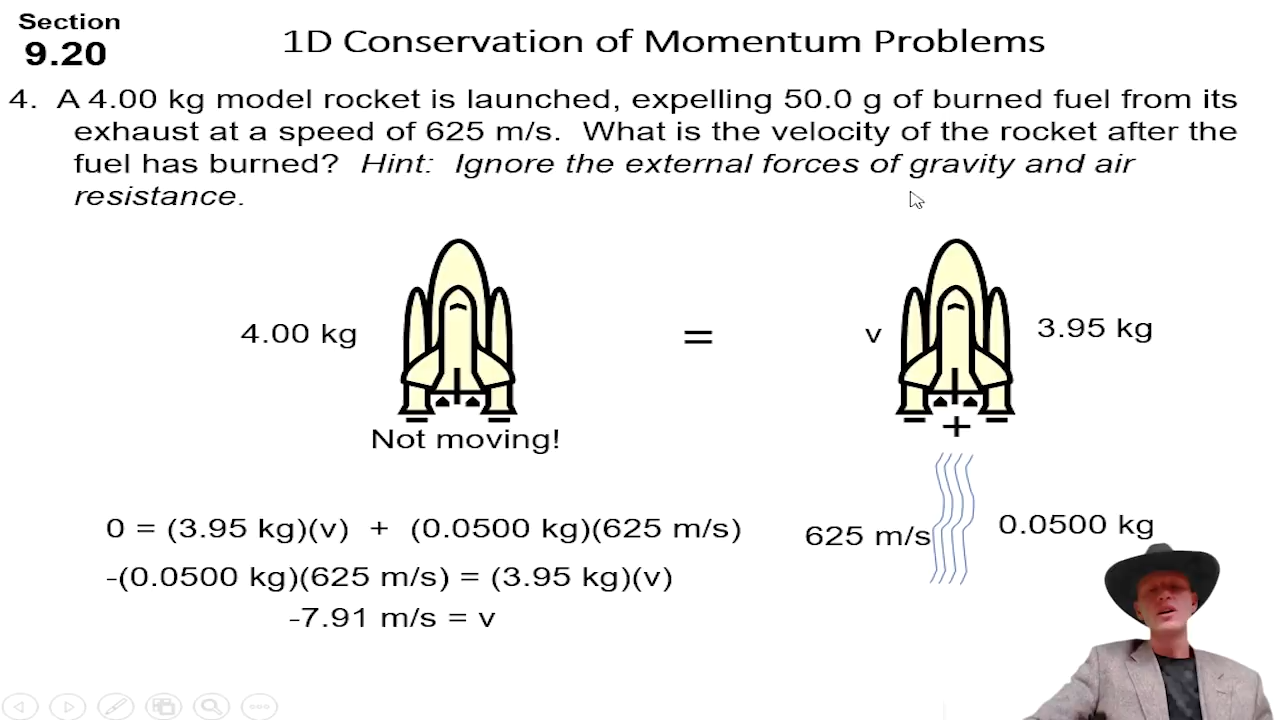 Section
9.20
1D Conservation of Momentum Problems
4. A 4.00 kg model rocket is launched, expelling 50.0 g of burned fuel from its
exhaust at a speed of 625 m/s. What is the velocity of the rocket after the
fuel has burned? Hint: Ignore the external forces of gravity and air
resistance.
4.00 kg
=
v
3.95 kg
Not moving!
+
0 = (3.95 kg)(v) + (0.0500 kg)(625 m/s)
625 m/s
0.0500 kg
-(0.0500 kg)(625 m/s) = (3.95 kg)(v)
-7.91 m/s = v